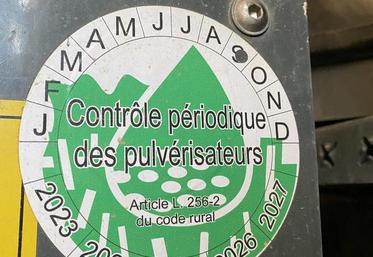 J F M A M J J A S O N D
Contrôle périodique
des pulvérisateurs
Article L. 256-2
du code rural
2023
2026
2027